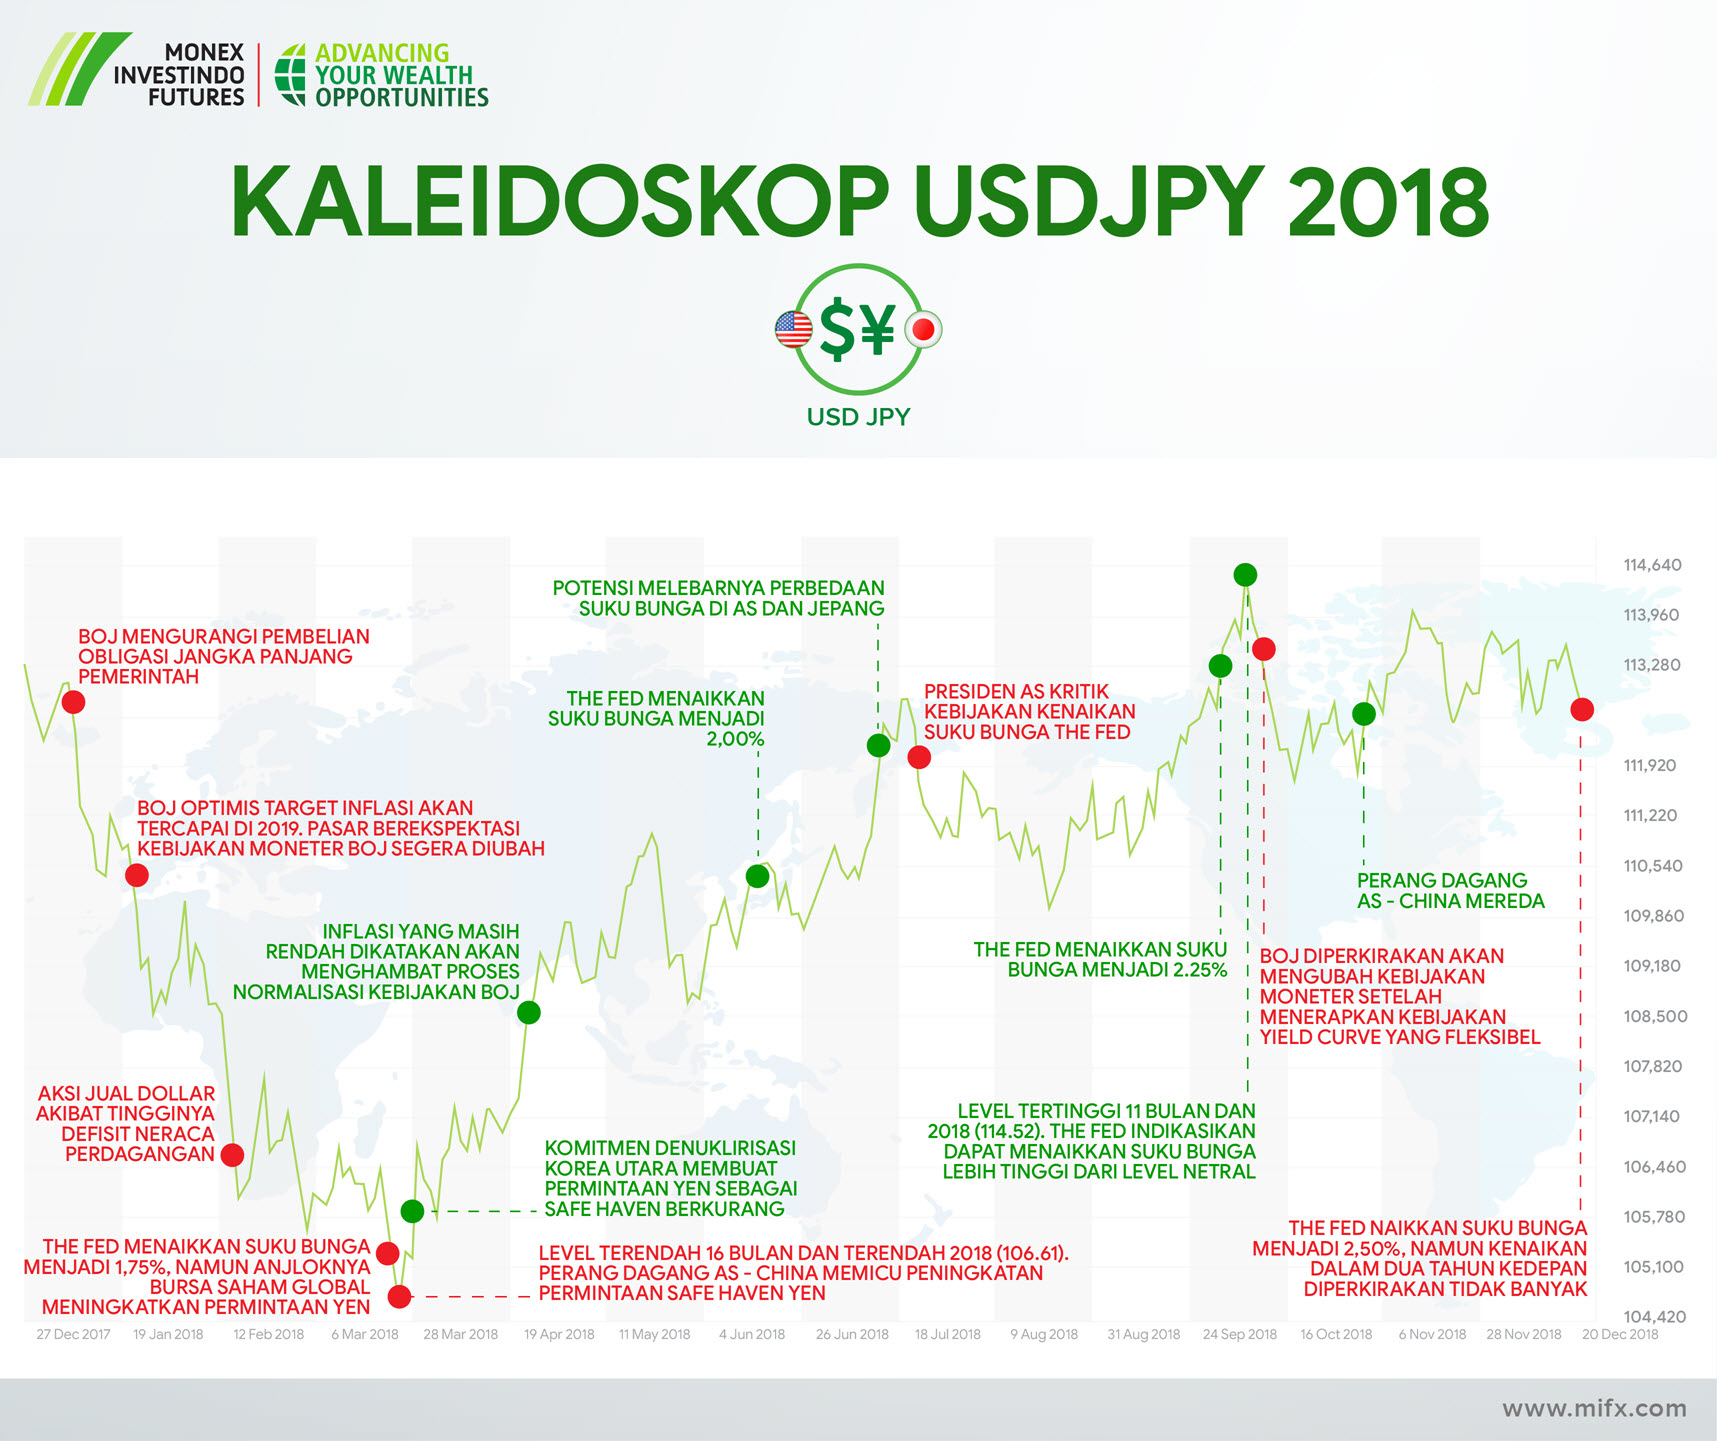 MONEX
INVESTINDO
FUTURES
ADVANCING
YOUR WEALTH
OPPORTUNITIES
KALEIDOSKOP USDJPY 2018
$¥
USD JPY
BOJ MENGURANGI PEMBELIAN
OBLIGASI JANGKA PANJANG
PEMERINTAH
BOJ OPTIMIS TARGET INFLASI AKAN
TERCAPAI DI 2019. PASAR BEREKSPEKTASI
KEBIJAKAN MONETER BOJ SEGERA DIUBAH
AKSI JUAL DOLLAR
AKIBAT TINGGINYA
DEFISIT NERACA
PERDAGANGAN
THE FED MENAIKKAN SUKU BUNGA
MENJADI 1,75%, NAMUN ANJLOKNYA
BURSA SAHAM GLOBAL
MENINGKATKAN PERMINTAAN YEN
LEVEL TERENDAH 16 BULAN DAN TERENDAH 2018 (106.61).
PERANG DAGANG AS - CHINA MEMICU PENINGKATAN
PERMINTAAN SAFE HAVEN YEN
KOMITMEN DENUKLIRISASI
KOREA UTARA MEMBUAT
PERMINTAAN YEN SEBAGAI
SAFE HAVEN BERKURANG
INFLASI YANG MASIH
RENDAH DIKATAKAN AKAN
MENGHAMBAT PROSES
NORMALISASI KEBIJAKAN BOJ
THE FED MENAIKKAN
SUKU BUNGA MENJADI
2,00%
POTENSI MELEBARNYA PERBEDAAN
SUKU BUNGA DI AS DAN JEPANG
PRESIDEN AS KRITIK
KEBIJAKAN KENAIKAN
SUKU BUNGA THE FED
THE FED MENAIKKAN SUKU
BUNGA MENJADI 2.25%
LEVEL TERTINGGI 11 BULAN DAN
2018 (114.52). THE FED INDIKASIKAN
DAPAT MENAIKKAN SUKU BUNGA
LEBIH TINGGI DARI LEVEL NETRAL
BOJ DIPERKIRAKAN AKAN
MENGUBAH KEBIJAKAN
MONETER SETELAH
MENERAPKAN KEBIJAKAN
YIELD CURVE YANG FLEKSIBEL
PERANG DAGANG
AS - CHINA MEREDA
THE FED NAIKKAN SUKU BUNGA
MENJADI 2,50%, NAMUN KENAIKAN
DALAM DUA TAHUN KEDEPAN
DIPERKIRAKAN TIDAK BANYAK
114,640
113,960
113,280
111,920
111,220
110,540
109,860
109,180
108,500
107,820
107,140
106,460
105,780
105,100
104,420
27 Dec 2017
19 Jan 2018
12 Feb 2018
6 Mar 2018
28 Mar 2018
19 Apr 2018
11 May 2018
4 Jun 2018
26 Jun 2018
18 Jul 2018
9 Aug 2018
31 Aug 2018
24 Sep 2018
16 Oct 2018
6 Nov 2018
28 Nov 2018
20 Dec 2018
www.mifx.com